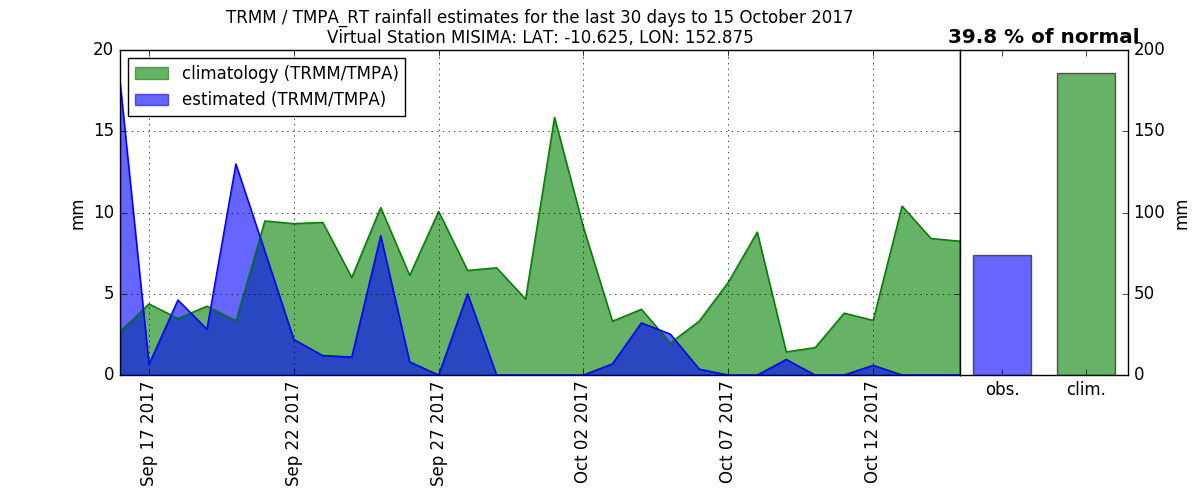 TRMM / TMPA_RT rainfall estimates for the last 30 days to 15 October 2017
Virtual Station MISIMA: LAT: -10.625, LON: 152.875
39.8 % of normal
climatology (TRMM/TMPA)
estimated (TRMM/TMPA)
20
15
10
5
0
mm
Sep 17 2017
Sep 22 2017
Sep 27 2017
Oct 02 2017
Oct 07 2017
Oct 12 2017
200
150
100
50
0
mm
obs.
clim.